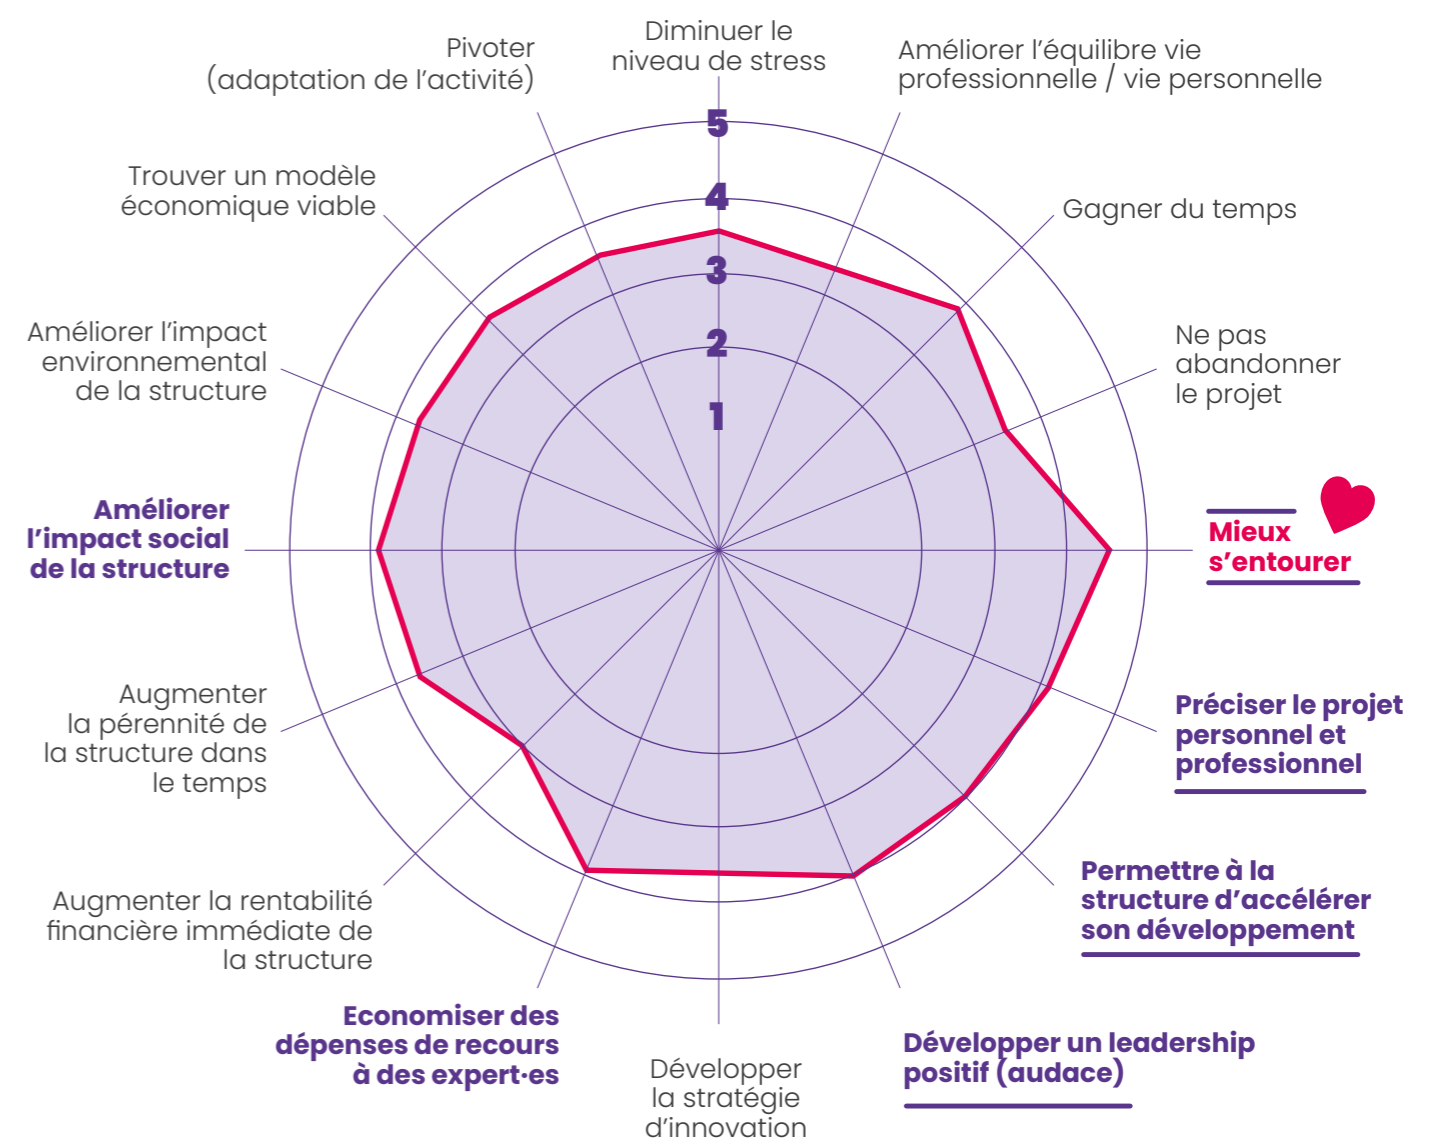 Diminuer le
niveau de stress
Améliorer l’équilibre vie
professionnelle / vie personnelle
Gagner du temps
Ne pas
abandonner
le projet
Mieux
s’entourer
Préciser le projet
personnel et
professionnel
Permettre à la
structure d’accélérer
son développement
Développer un leadership
positif (audace)
Développer
la stratégie
d’innovation
Economiser des
dépenses de recours
à des expert·es
Augmenter la rentabilité
financière immédiate de
la structure
Augmenter
la pérennité de
la structure dans
le temps
Améliorer
l’impact social
de la structure
Améliorer l’impact
environnemental
de la structure
Trouver un modèle
économique viable
Pivoter
(adaptation de l’activité)
5
4
3
2
1